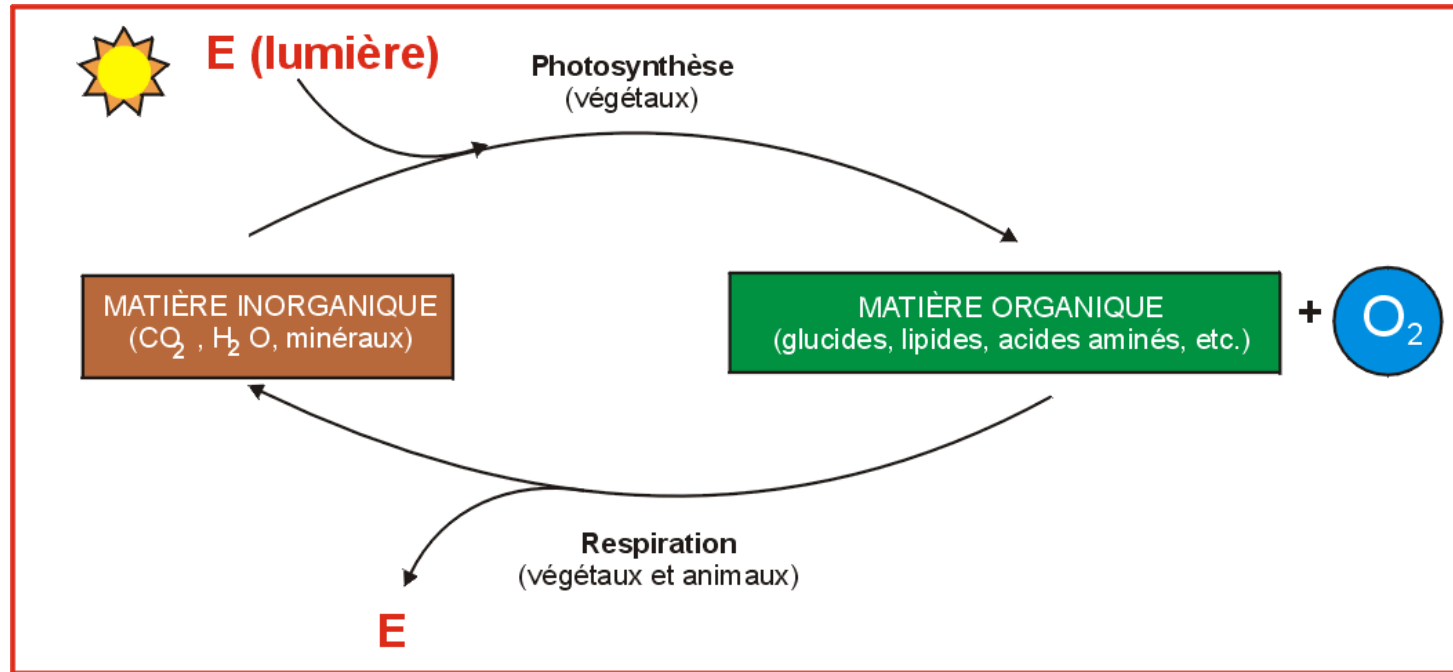 E (lumière)
Photosynthèse
(végétaux)
MATIÈRE INORGANIQUE
(CO2 , H2 O, minéraux)
MATIÈRE ORGANIQUE
(glucides, lipides, acides aminés, etc.)
+
O2
Respiration
(végétaux et animaux)
E